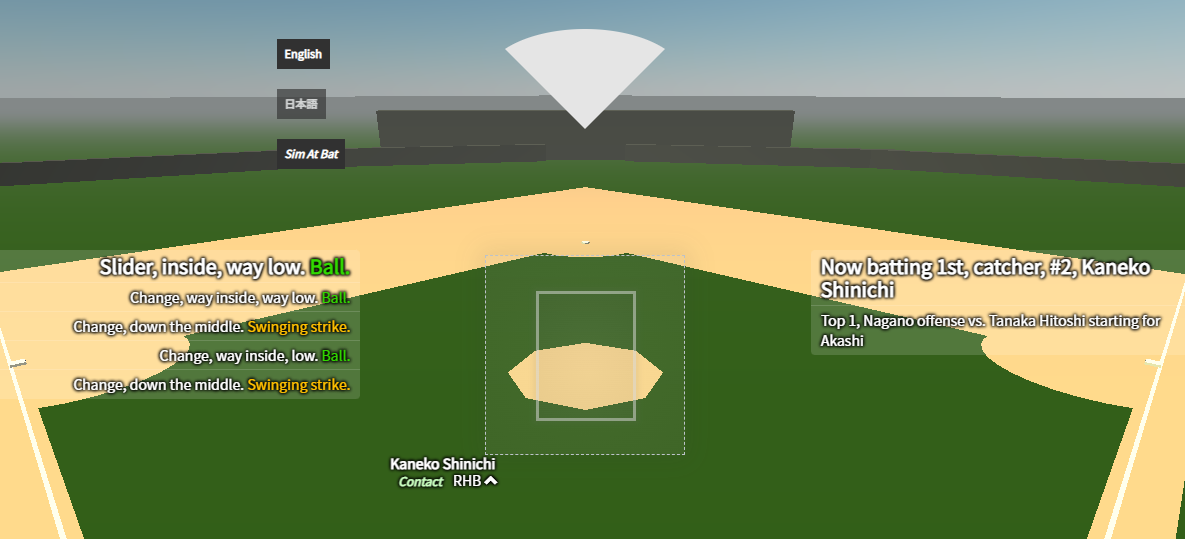 English
日本語
Sim At Bat
Slider, inside, way low. Ball.
Change, way inside, way low. Ball.
Change, down the middle. Swinging strike.
Change, way inside, low. Ball.
Change, down the middle. Swinging strike.
Now batting 1st, catcher, #2, Kaneko
Shinichi
Top 1, Nagano offense vs. Tanaka Hitoshi starting for
Akashi
Kaneko Shinichi
Contact RHB